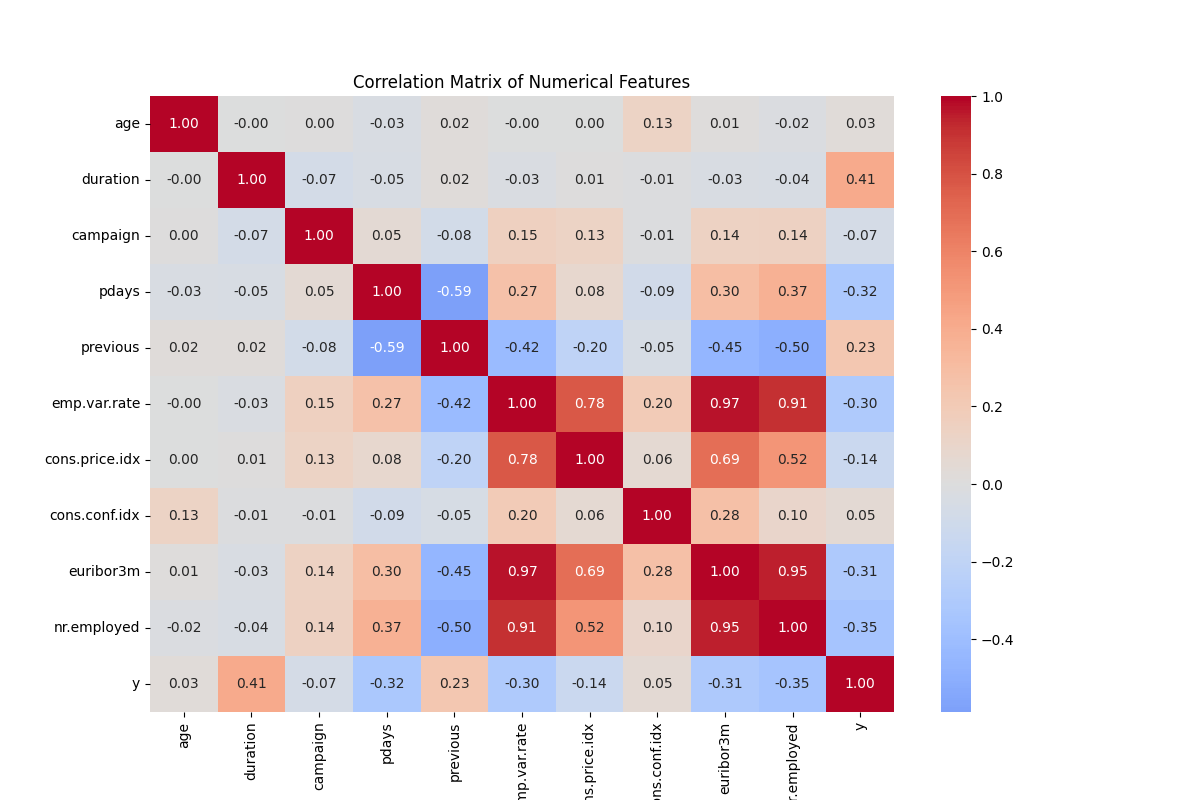 Correlation Matrix of Numerical Features
age 1.00 -0.00 0.00 -0.03 0.02 -0.00 0.00 0.13 0.01 -0.02 0.03
duration -0.00 1.00 -0.07 -0.05 0.02 -0.03 0.01 -0.01 -0.03 -0.04 0.41
campaign 0.00 -0.07 1.00 0.05 -0.08 0.15 0.13 -0.01 0.14 0.14 -0.07
pdays -0.03 -0.05 0.05 1.00 -0.59 0.27 0.08 -0.09 0.30 0.37 -0.32
previous 0.02 0.02 -0.08 -0.59 1.00 -0.42 -0.20 -0.05 -0.45 -0.50 0.23
emp.var.rate -0.00 -0.03 0.15 0.27 -0.42 1.00 0.78 0.20 0.97 0.91 -0.30
cons.price.idx 0.00 0.01 0.13 0.08 -0.20 0.78 1.00 0.06 0.69 0.52 -0.14
cons.conf.idx 0.13 -0.01 -0.01 -0.09 -0.05 0.20 0.06 1.00 0.28 0.10 0.05
euribor3m 0.01 -0.03 0.14 0.30 -0.45 0.97 0.69 0.28 1.00 0.95 -0.31
nr.employed -0.02 -0.04 0.14 0.37 -0.50 0.91 0.52 0.10 0.95 1.00 -0.35
y 0.03 0.41 -0.07 -0.32 0.23 -0.30 -0.14 0.05 -0.31 -0.35 1.00
age
duration
campaign
pdays
previous
mp.var.rate
ns.price.idx
ons.conf.idx
euribor3m
r.employed
y
1.0
0.8
0.6
0.4
0.2
0.0
−0.2
−0.4